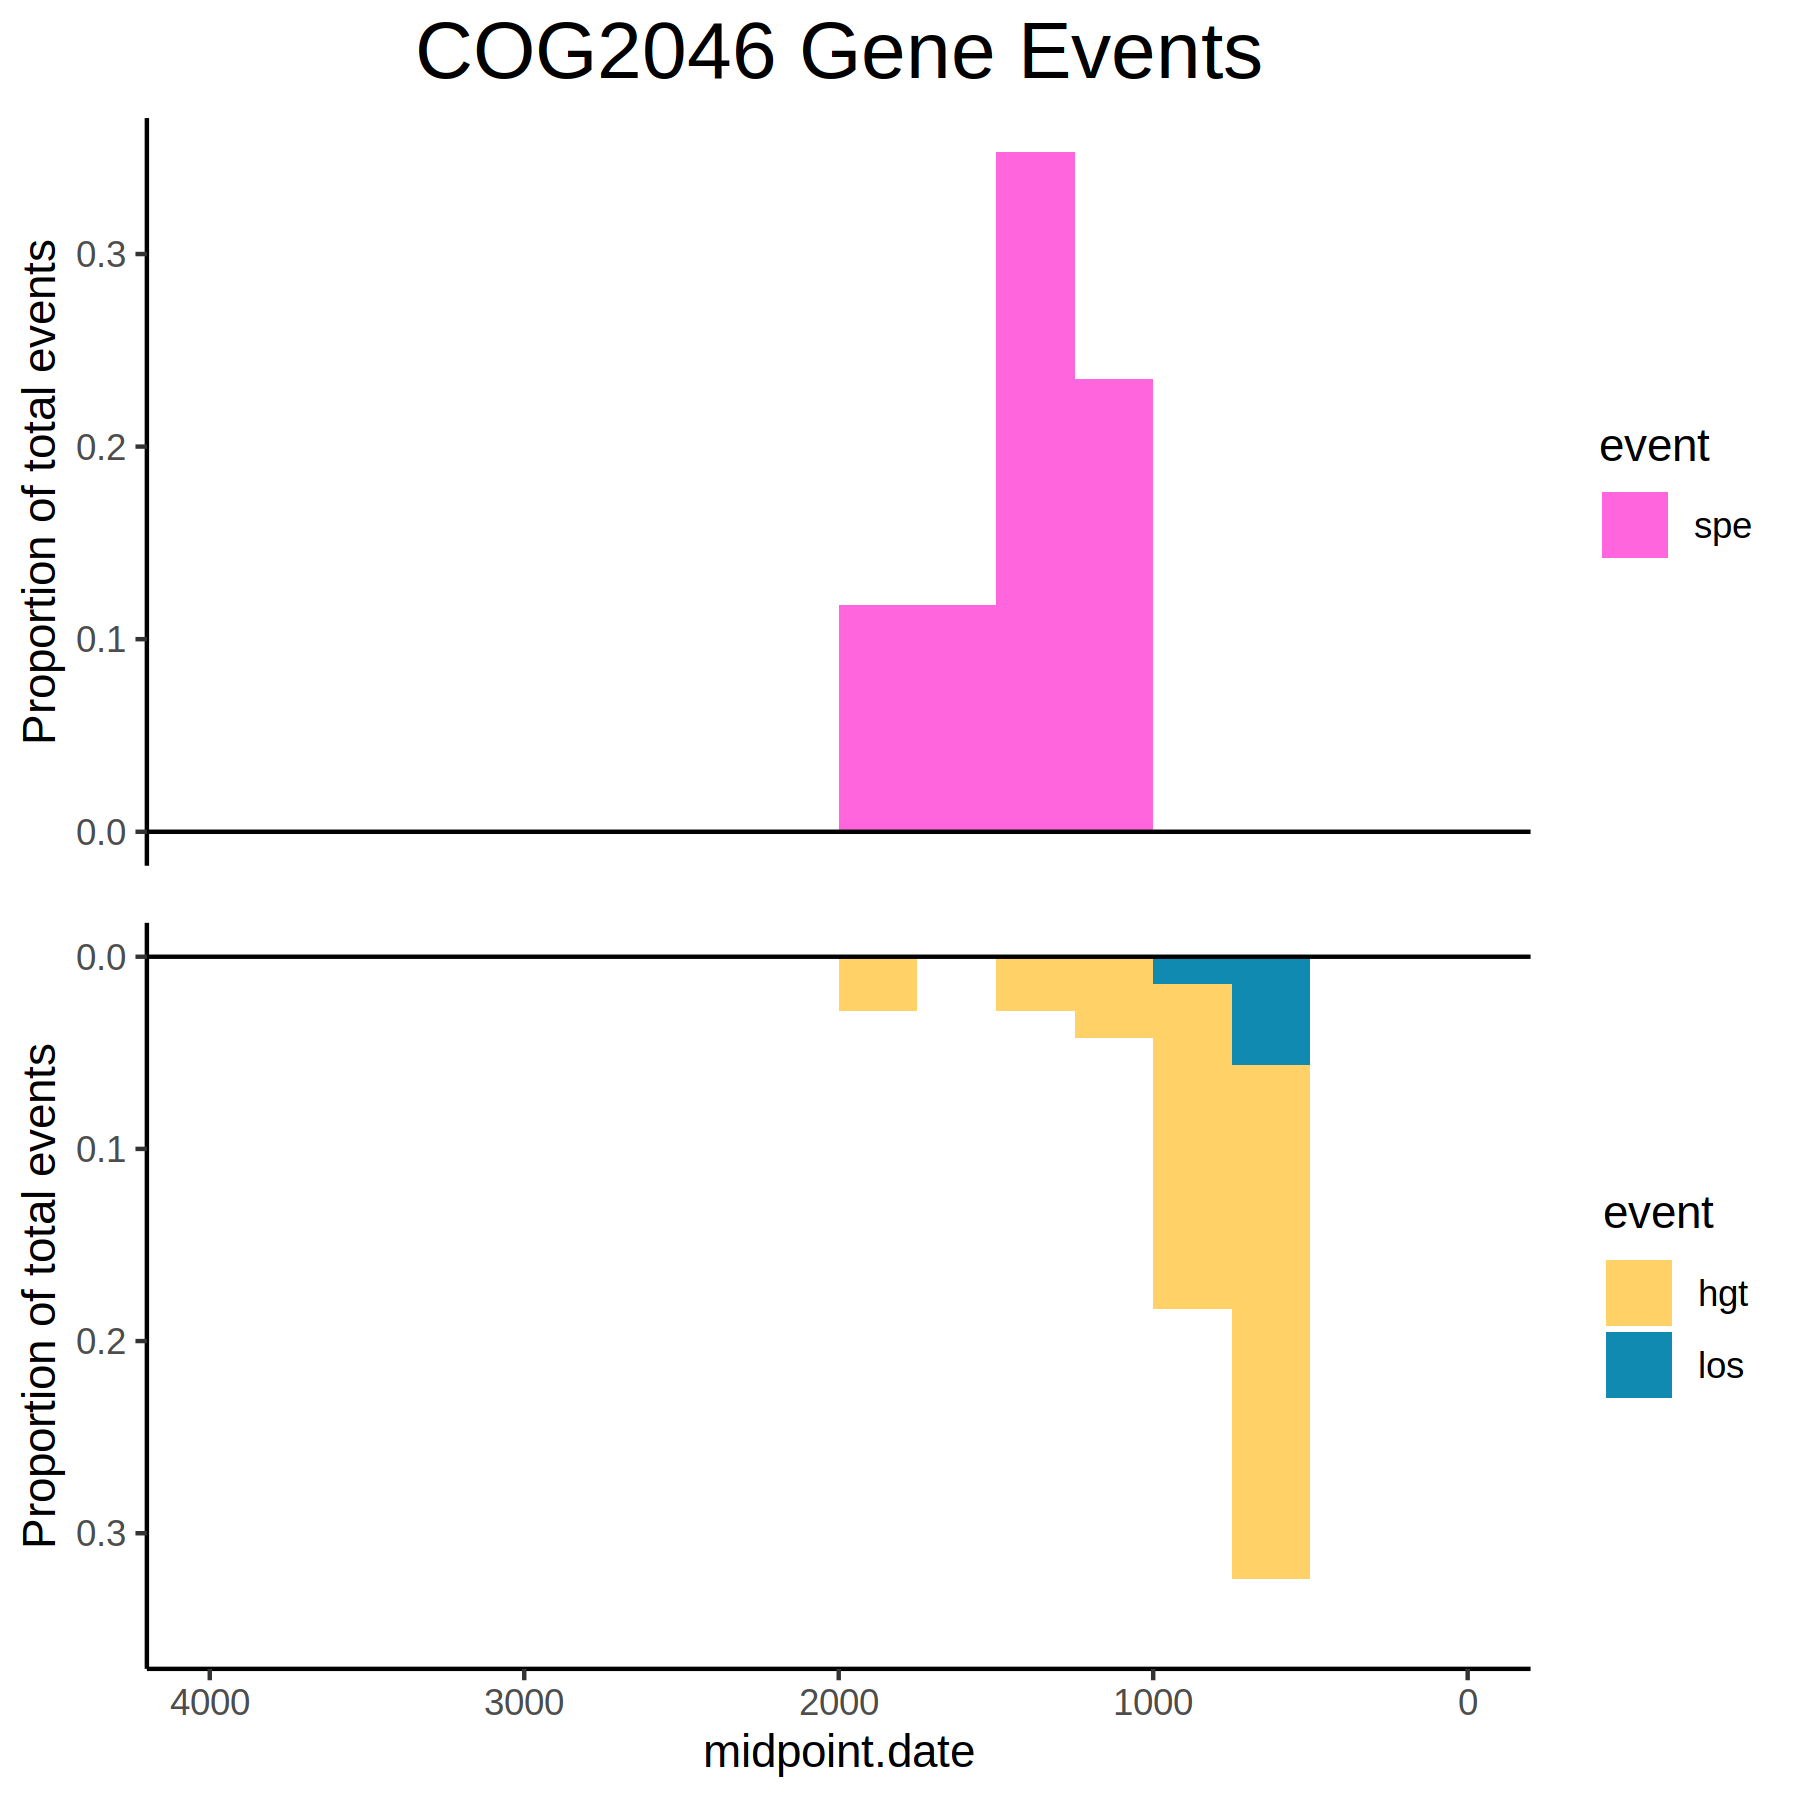 COG2046 Gene Events
Proportion of total events
0.3
0.2
0.1
0.0
event
spe
Proportion of total events
0.0
0.1
0.2
0.3
event
hgt
los
4000 3000 2000 1000 0
midpoint.date